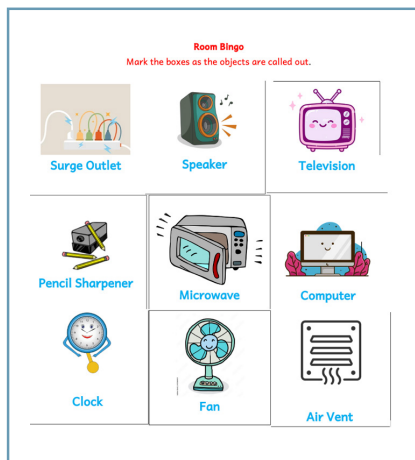 Room Bingo
Mark the boxes as the objects are called out.
Surge Outlet
Speaker
Television
Pencil Sharpener
Microwave
Computer
Clock
Fan
Air Vent